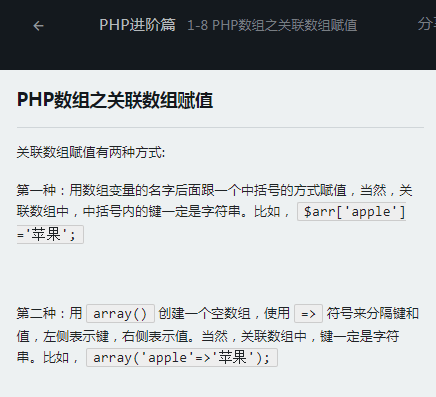 PHP进阶篇 1-8 PHP数组之关联数组赋值
PHP数组之关联数组赋值
关联数组赋值有两种方式:
第一种：用数组变量的名字后面跟一个中括号的方式赋值，当然，关
联数组中，中括号内的键一定是字符串。比如， $arr['apple']
='苹果';
第二种：用 array() 创建一个空数组，使用 => 符号来分隔键和
值，左侧表示键，右侧表示值。当然，关联数组中，键一定是字符
串。比如， array('apple'=>'苹果');